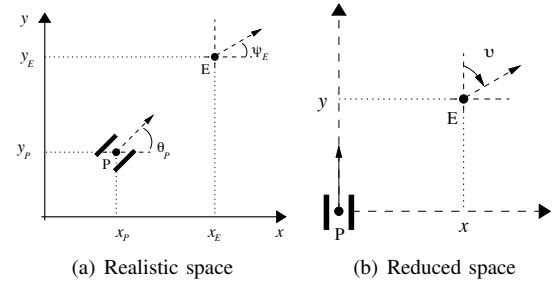 y
y_E
E
ψ_E
y_P
P
θ_P
x_P
x_E
x
(a) Realistic space
υ
y
E
P
x
(b) Reduced space